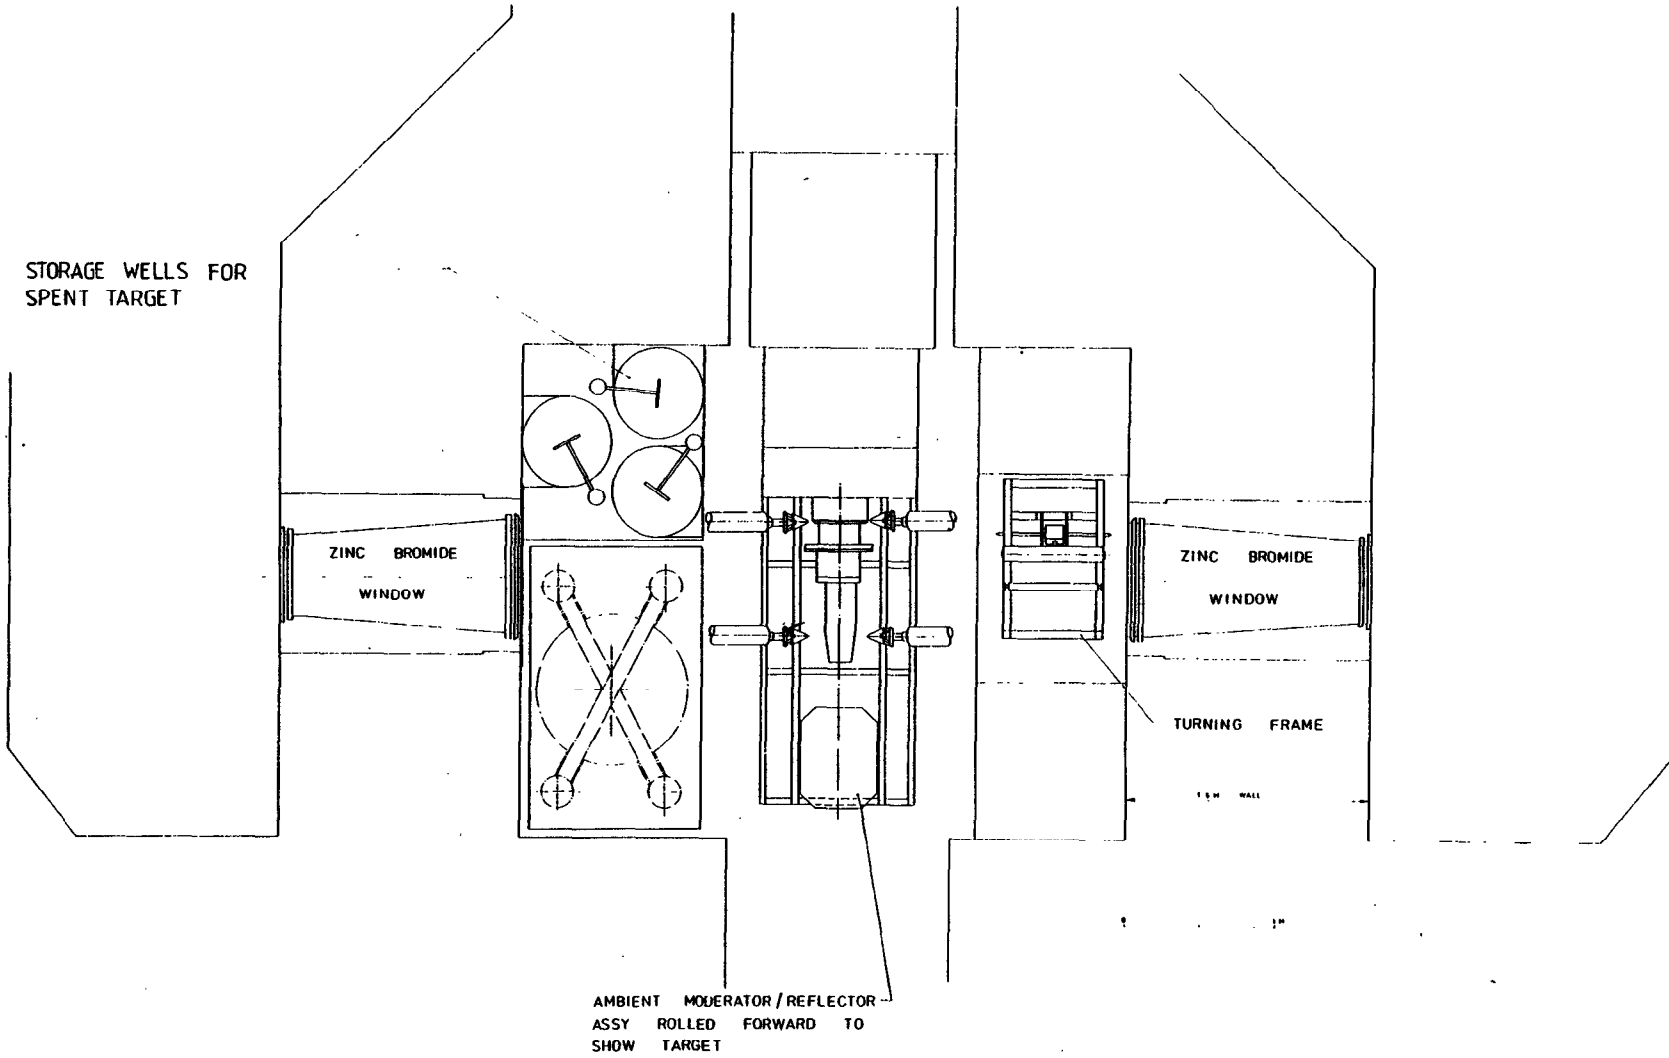 STORAGE WELLS FOR
SPENT TARGET
ZINC BROMIDE
WINDOW
ZINC BROMIDE
WINDOW
TURNING FRAME
WALL
AMBIENT MODERATOR / REFLECTOR
ASSY ROLLED FORWARD TO
SHOW TARGET